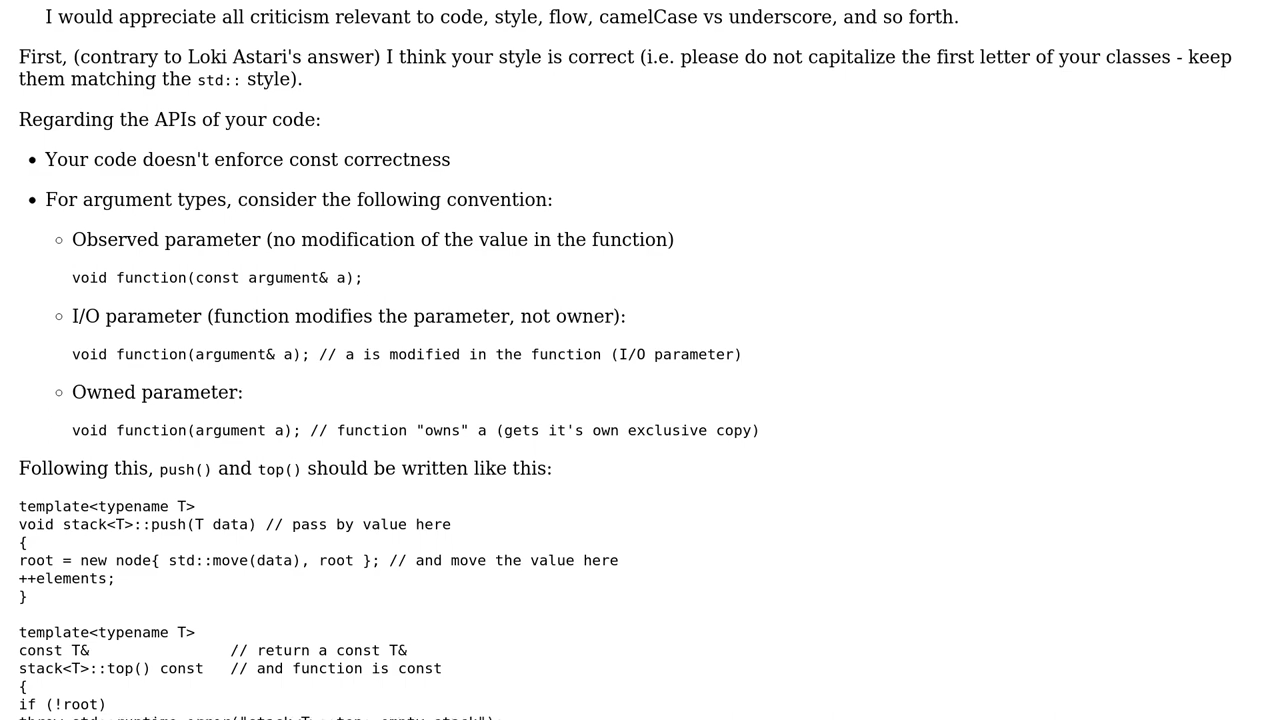 I would appreciate all criticism relevant to code, style, flow, camelCase vs underscore, and so forth.
First, (contrary to Loki Astari's answer) I think your style is correct (i.e. please do not capitalize the first letter of your classes - keep
them matching the std:: style).
Regarding the APIs of your code:
• Your code doesn't enforce const correctness
• For argument types, consider the following convention:
◦ Observed parameter (no modification of the value in the function)
void function(const argument& a);
◦ I/O parameter (function modifies the parameter, not owner):
void function(argument& a); // a is modified in the function (I/O parameter)
◦ Owned parameter:
void function(argument a); // function "owns" a (gets it's own exclusive copy)
Following this, push() and top() should be written like this:
template<typename T>
void stack<T>::push(T data) // pass by value here
{
root = new node{ std::move(data), root }; // and move the value here
++elements;
}
template<typename T>
const T&                // return a const T&
stack<T>::top() const   // and function is const
{
if (!root)
throw std::runtime_error("stack<T>::top: empty stack");